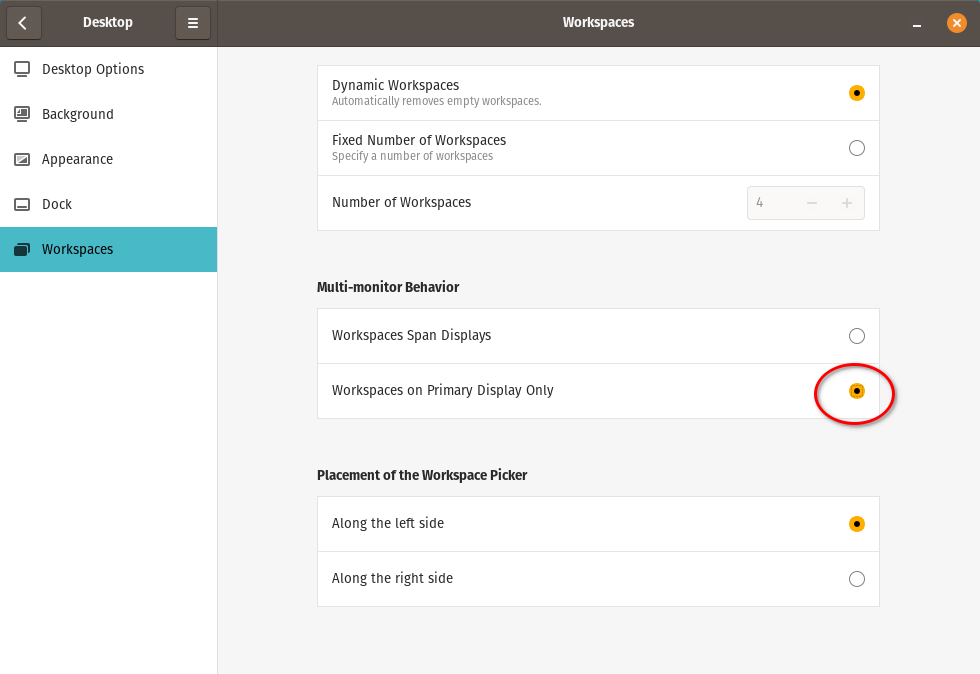 Desktop
Workspaces
Desktop Options
Background
Appearance
Dock
Workspaces
Dynamic Workspaces
Automatically removes empty workspaces.
Fixed Number of Workspaces
Specify a number of workspaces
Number of Workspaces 4 − +
Multi-monitor Behavior
Workspaces Span Displays
Workspaces on Primary Display Only
Placement of the Workspace Picker
Along the left side
Along the right side